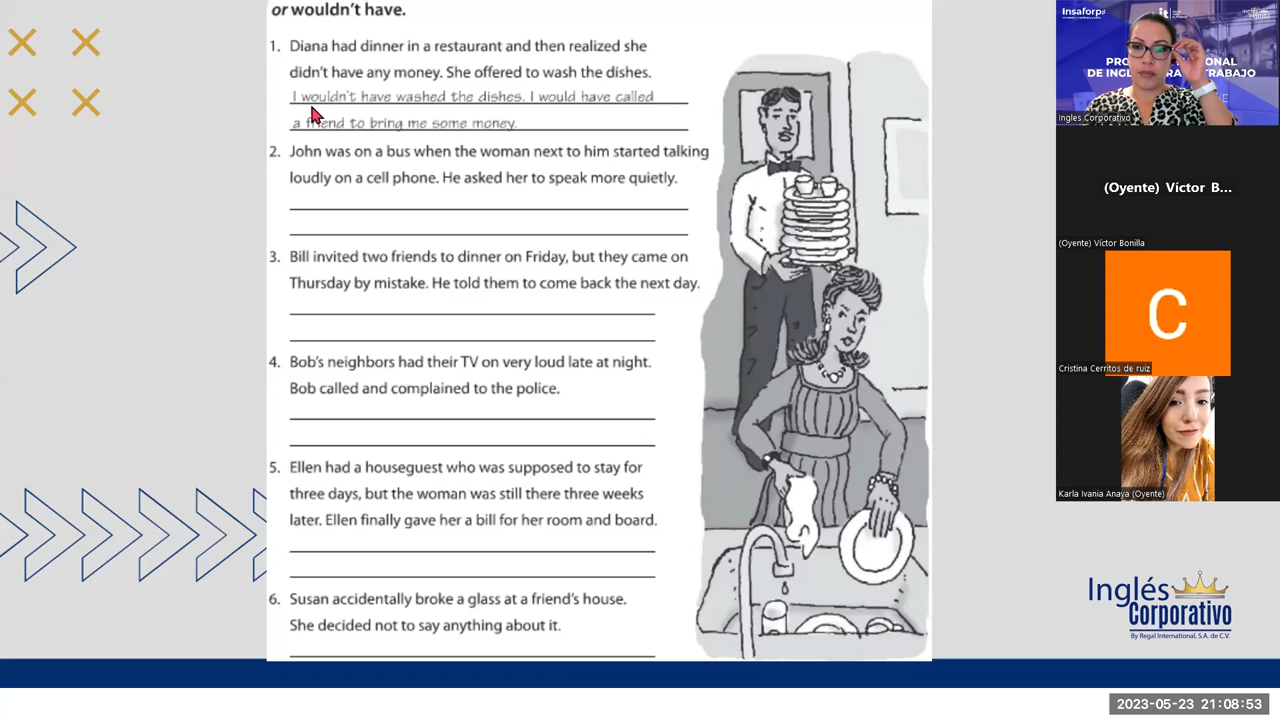 or wouldn't have.
1. Diana had dinner in a restaurant and then realized she
didn't have any money. She offered to wash the dishes.
I wouldn't have washed the dishes. I would have called
a friend to bring me some money.
2. John was on a bus when the woman next to him started talking
loudly on a cell phone. He asked her to speak more quietly.
3. Bill invited two friends to dinner on Friday, but they came on
Thursday by mistake. He told them to come back the next day.
4. Bob's neighbors had their TV on very loud late at night.
Bob called and complained to the police.
5. Ellen had a houseguest who was supposed to stay for
three days, but the woman was still there three weeks
later. Ellen finally gave her a bill for her room and board.
6. Susan accidentally broke a glass at a friend's house.
She decided not to say anything about it.
Insaforp
it
Ingles Corporativo
(Oyente) Víctor B...
(Oyente) Víctor Bonilla
C
Cristina Cerritos de ruiz
Karla Ivania Anaya (Oyente)
Inglés
Corporativo
By Regal International, S.A. de C.V.
2023-05-23 21:08:53